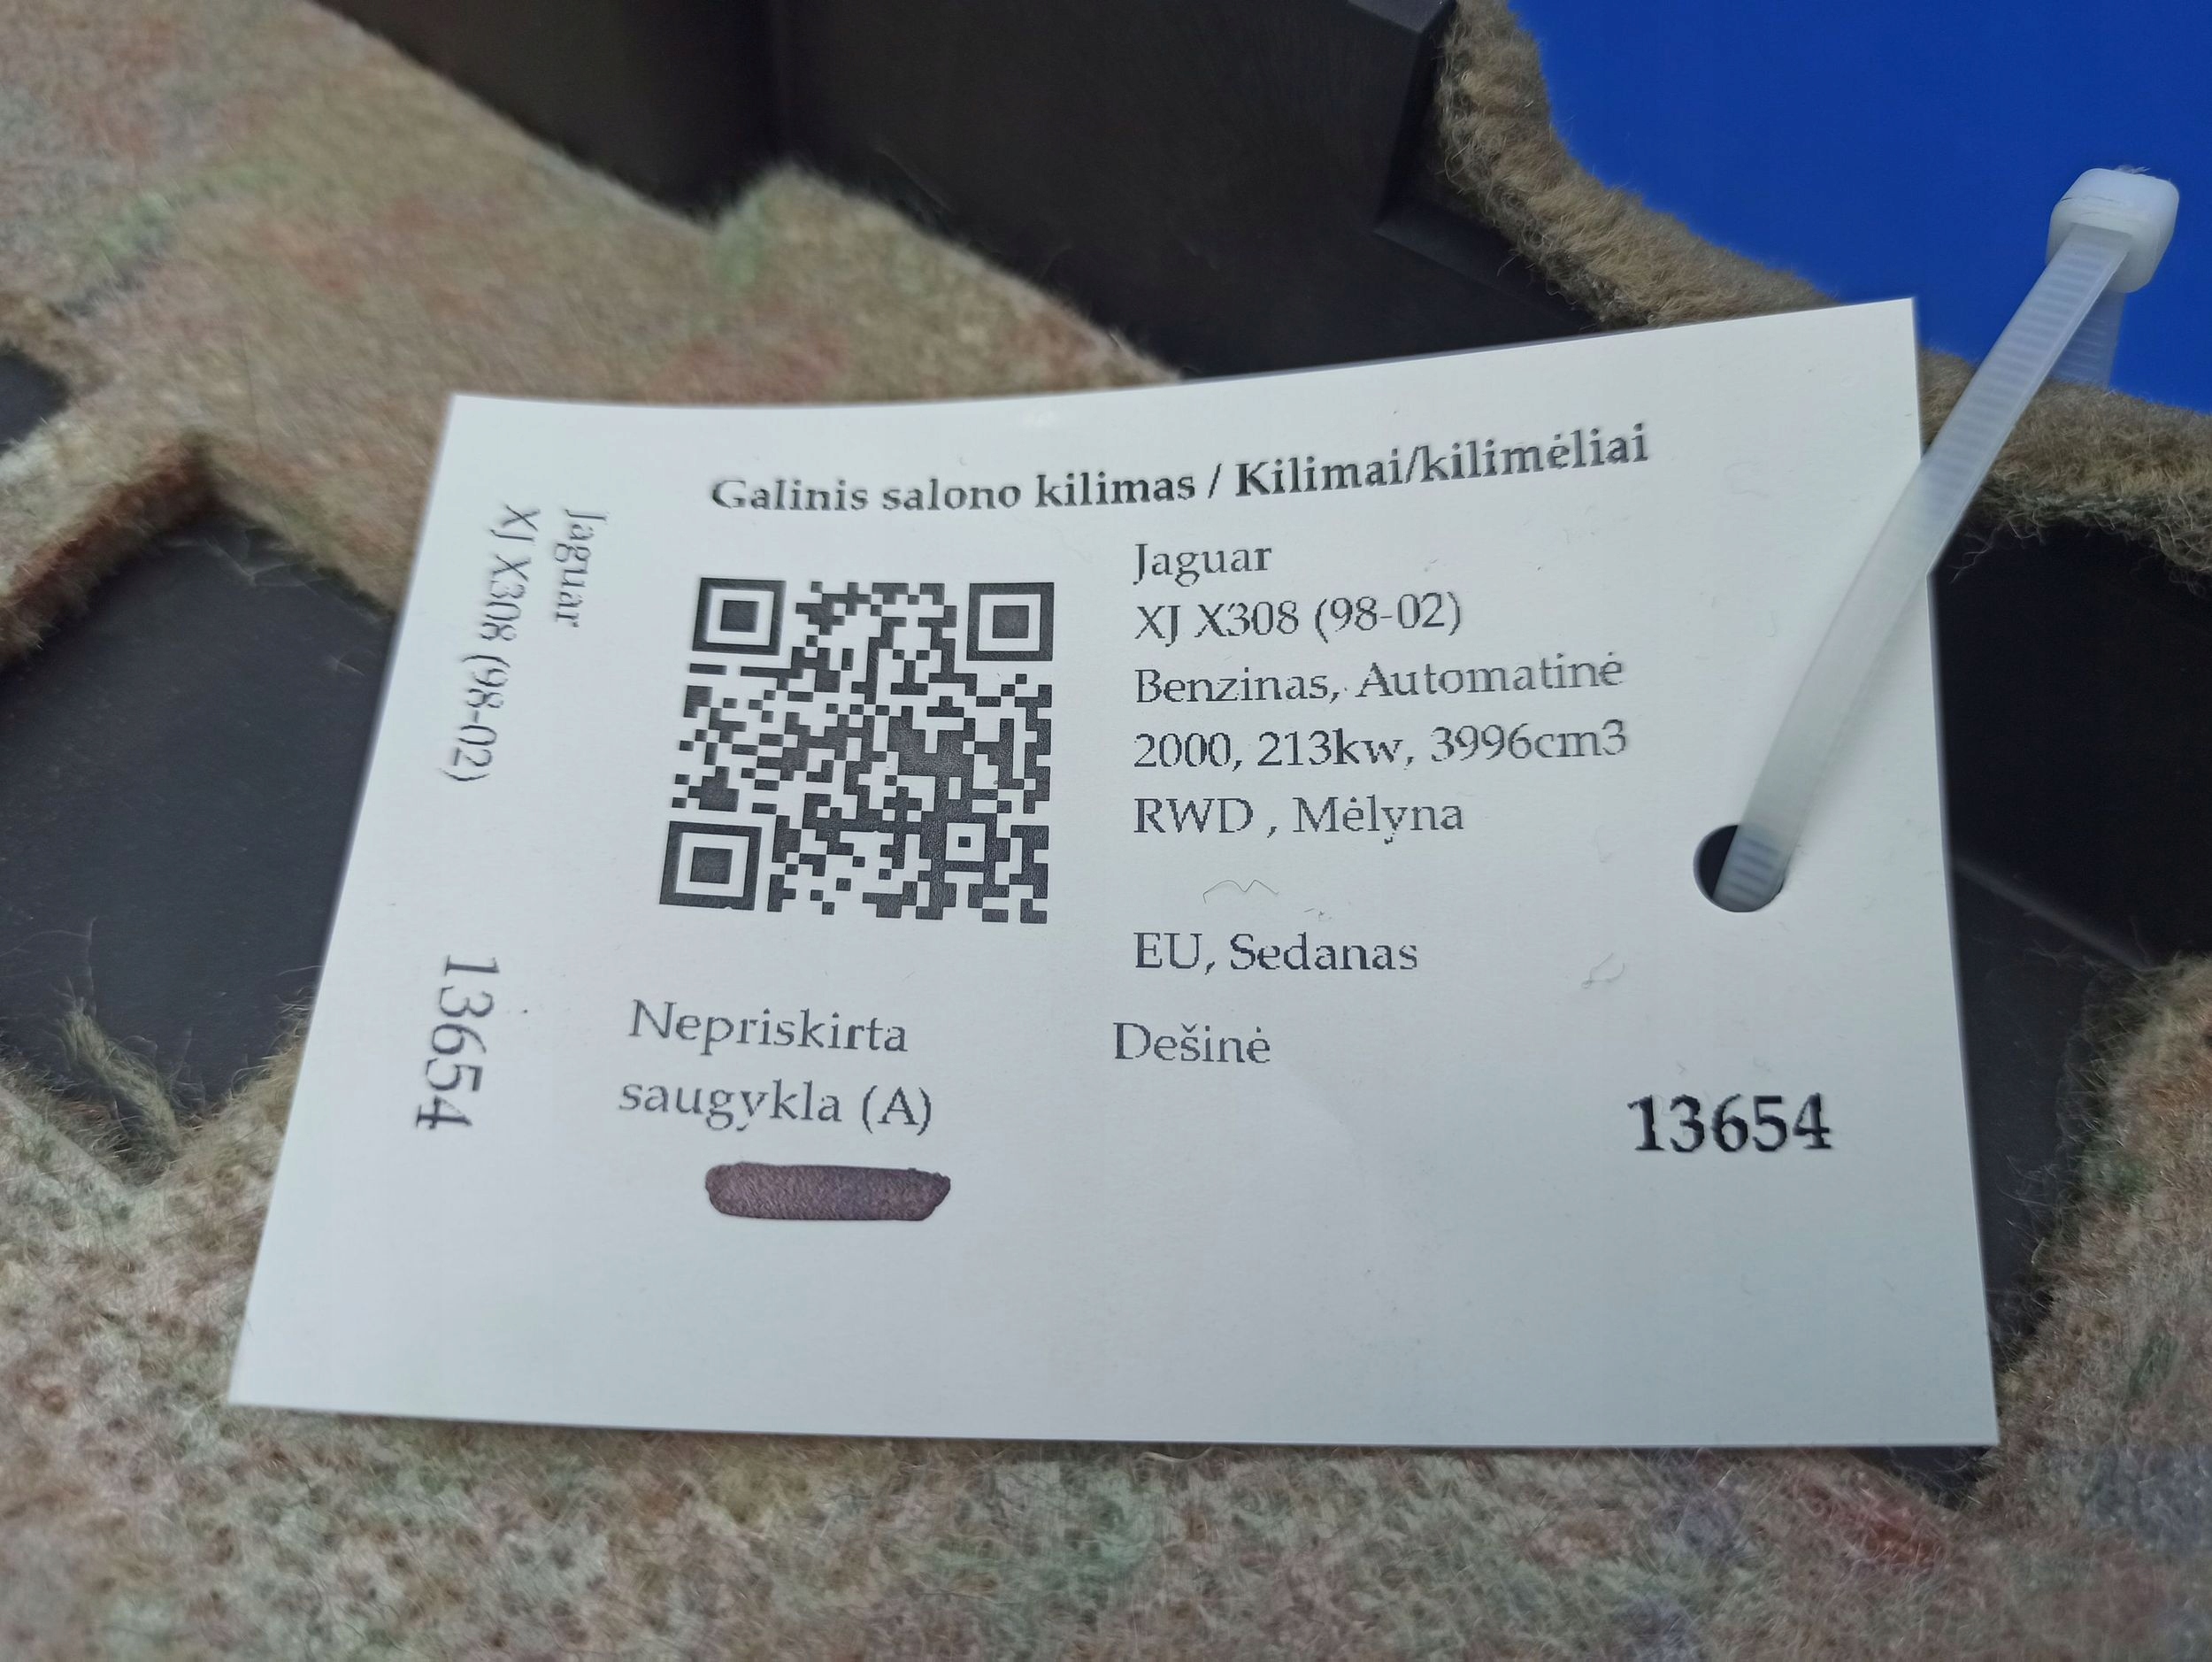 Galinis salono kilimas / Kilimai/kilimėliai
Jaguar
XJ X308 (98-02)
Benzinas, Automatinė
2000, 213kw, 3996cm3
RWD , Mėlyna
EU, Sedanas
Nepriskirta
saugykla (A)
Dešinė
13654
Jaguar
XJ X308 (98-02)
13654